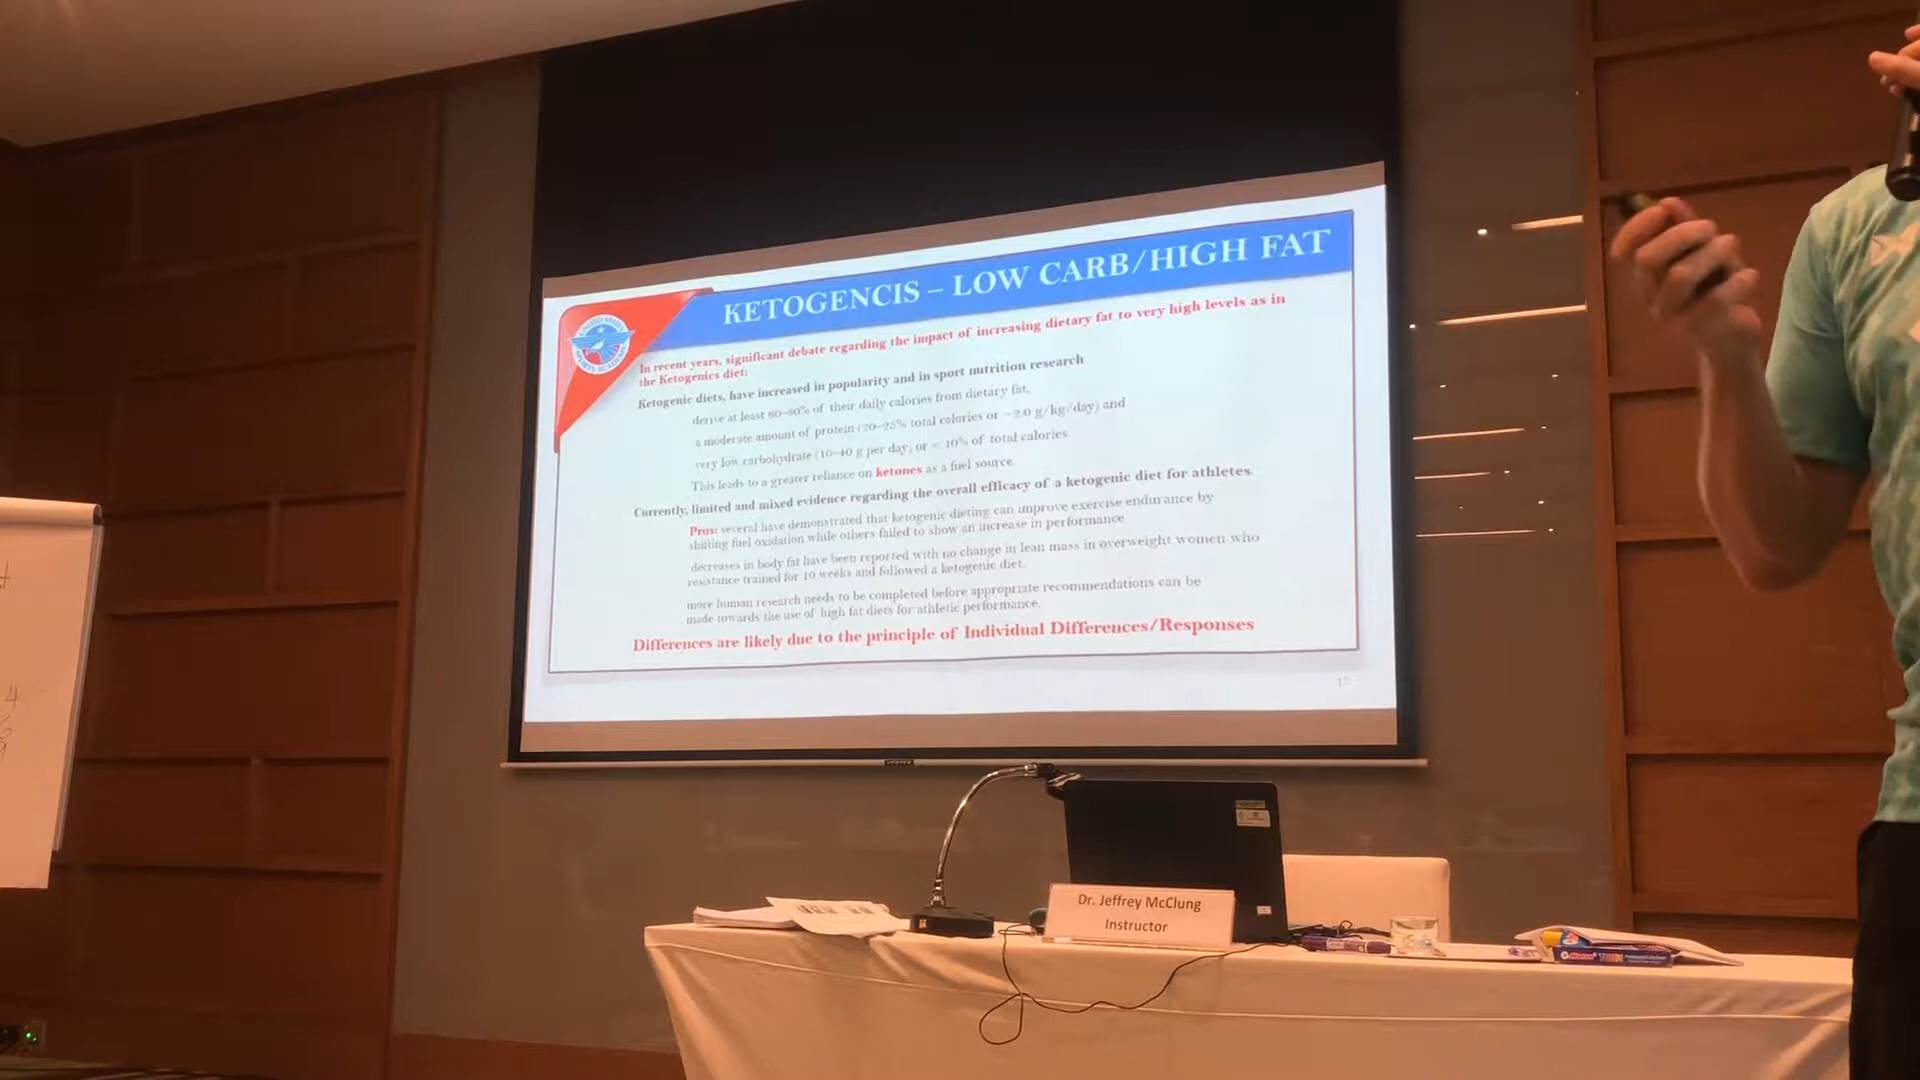 KETOGENCIS – LOW CARB/HIGH FAT
In recent years, significant debate regarding the impact of increasing dietary fat to very high levels as in
the Ketogenics diet:
Ketogenic diets, have increased in popularity and in sport nutrition research
derive at least 60–80% of their daily calories from dietary fat,
a moderate amount of protein (20–25% total calories or ~2.0 g/kg/day) and
very low carbohydrate (10–40 g per day) or < 10% of total calories
This leads to a greater reliance on ketones as a fuel source
Currently, limited and mixed evidence regarding the overall efficacy of a ketogenic diet for athletes.
Pros: several have demonstrated that ketogenic dieting can improve exercise endurance by
shifting fuel oxidation while others failed to show an increase in performance
decreases in body fat have been reported with no change in lean mass in overweight women who
resistance trained for 10 weeks and followed a ketogenic diet.
more human research needs to be completed before appropriate recommendations can be
made towards the use of high fat diets for athletic performance.
Differences are likely due to the principle of Individual Differences/Responses
UNITED STATES
SPORTS ACADEMY
Dr. Jeffrey McClung
Instructor
4
6
9